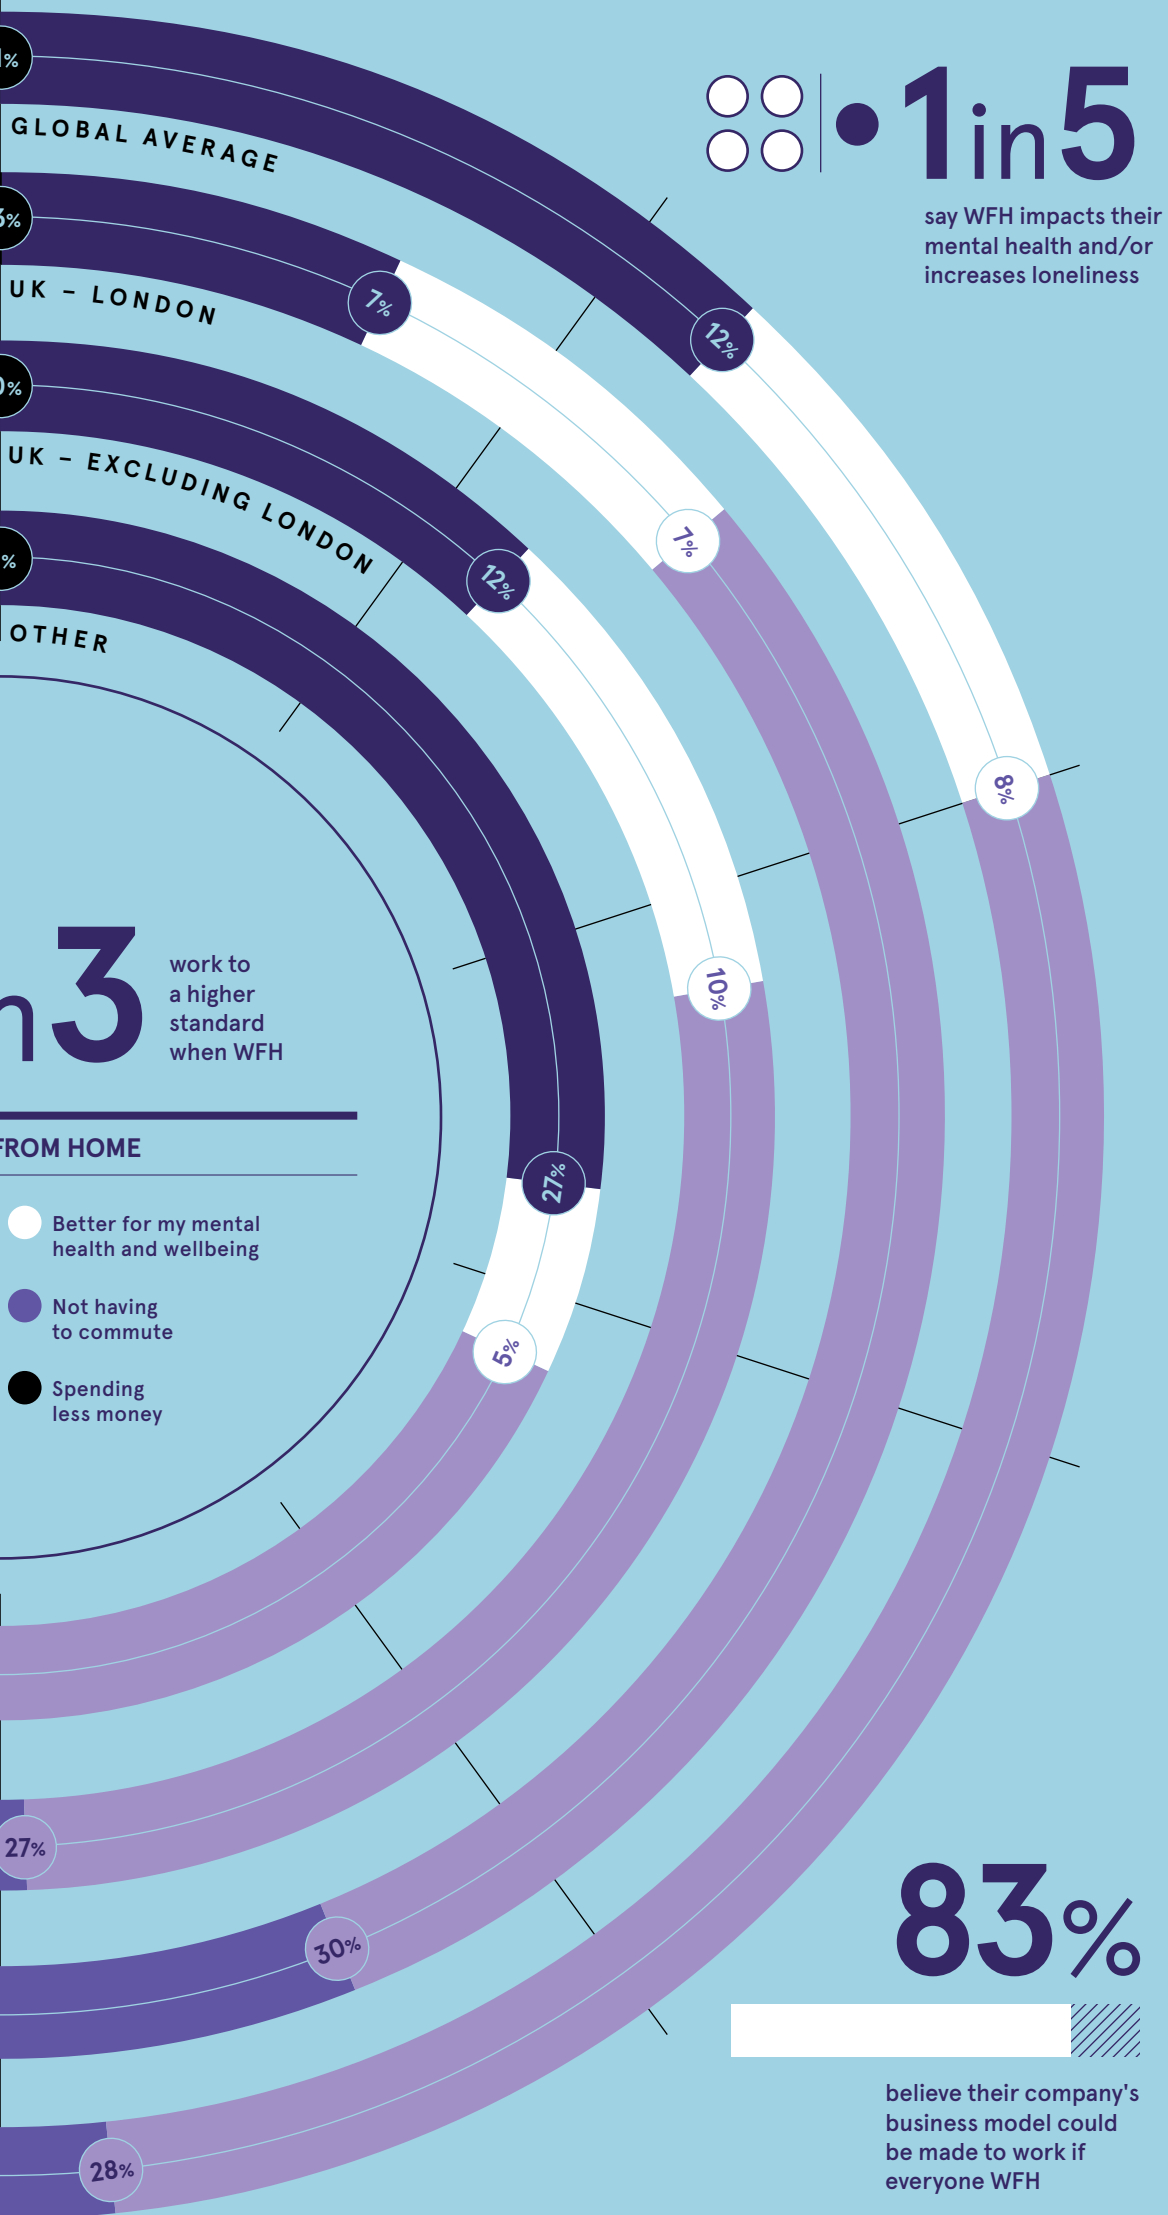 1in5
say WFH impacts their
mental health and/or
increases loneliness
GLOBAL AVERAGE
12%
8%
28%
UK – LONDON
7%
7%
30%
UK – EXCLUDING LONDON
12%
10%
27%
OTHER
27%
5%
3
work to
a higher
standard
when WFH
FROM HOME
Better for my mental
health and wellbeing
Not having
to commute
Spending
less money
83%
believe their company's
business model could
be made to work if
everyone WFH